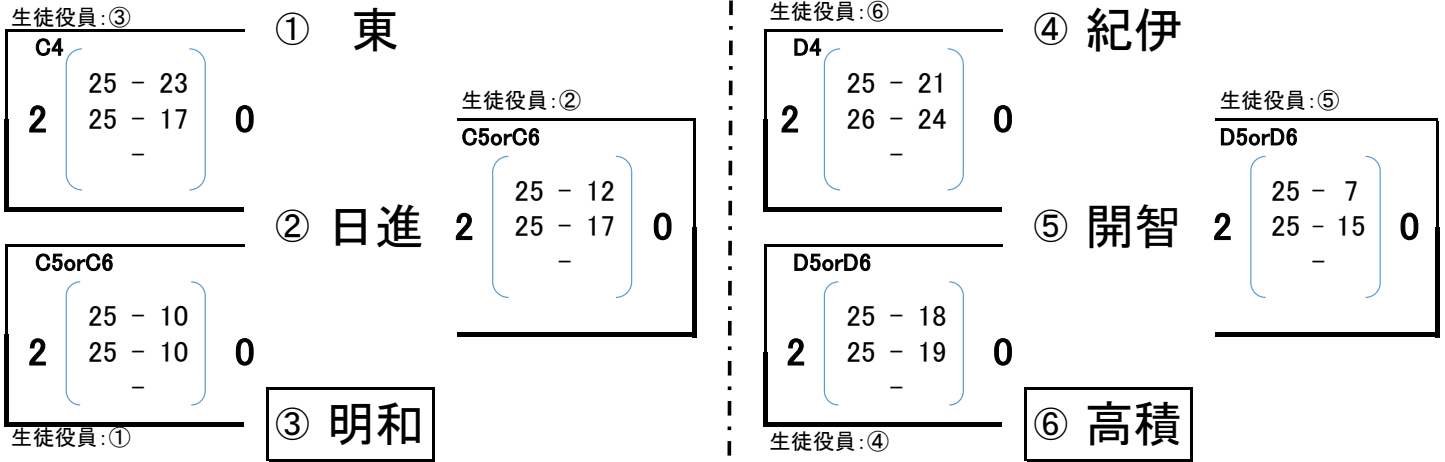 生徒役員:③
① 東
C4
25 - 23
2 25 - 17 0
-
生徒役員:②
C5orC6
25 - 12
② 日進 2 25 - 17 0
-
C5orC6
25 - 10
2 25 - 10 0
-
③ 明和
生徒役員:①
生徒役員:⑥
④ 紀伊
D4
25 - 21
2 26 - 24 0
-
生徒役員:⑤
D5orD6
25 - 7
⑤ 開智 2 25 - 15 0
-
D5orD6
25 - 18
2 25 - 19 0
-
⑥ 高積
生徒役員:④